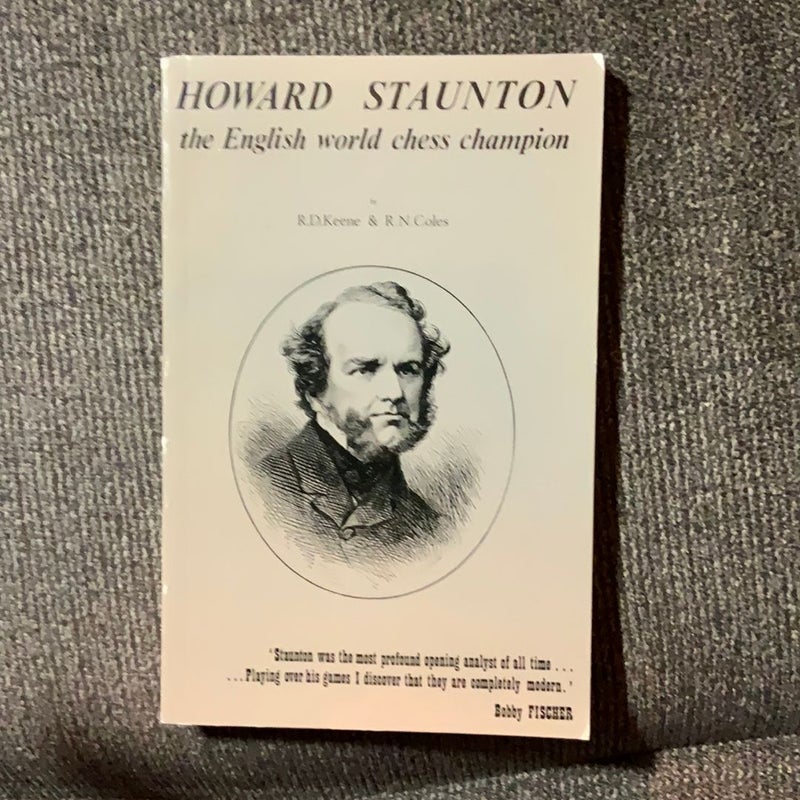 HOWARD STAUNTON
the English world chess champion
by
R.D.Keene & R.N.Coles
'Staunton was the most profound opening analyst of all time ...
...Playing over his games I discover that they are completely modern.'
Bobby FISCHER